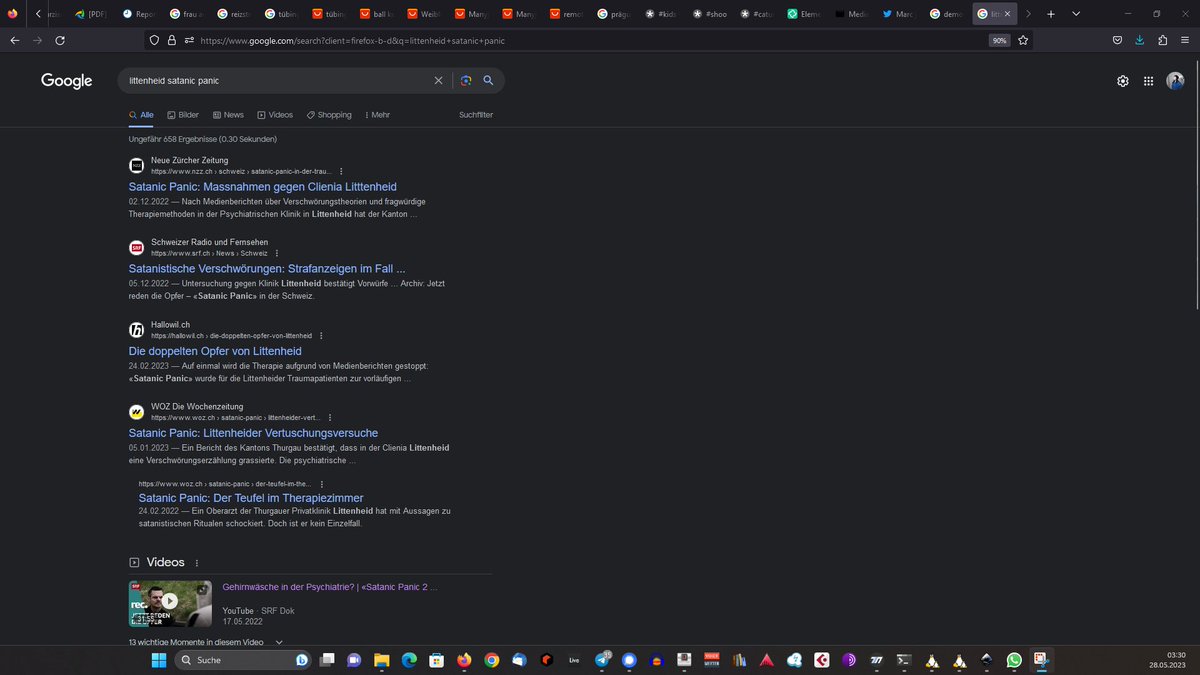 [PDF]
Repor
frau a
reizsto
tübing
tübin
ball ku
Weibl
Many
Many
remot
prägu
#kids
#shoo
#catu
Eleme
Medie
Marc
demo
litt
https://www.google.com/search?client=firefox-b-d&q=littenheid+satanic+panic
90%
Google
littenheid satanic panic
Alle Bilder News Videos Shopping Mehr Suchfilter
Ungefähr 658 Ergebnisse (0.30 Sekunden)
Neue Zürcher Zeitung
https://www.nzz.ch › schweiz › satanic-panic-in-der-trau...
Satanic Panic: Massnahmen gegen Clienia Litttenheid
02.12.2022 — Nach Medienberichten über Verschwörungstheorien und fragwürdige
Therapiemethoden in der Psychiatrischen Klinik in Littenheid hat der Kanton ...
Schweizer Radio und Fernsehen
https://www.srf.ch › News › Schweiz
Satanistische Verschwörungen: Strafanzeigen im Fall ...
05.12.2022 — Untersuchung gegen Klinik Littenheid bestätigt Vorwürfe ... Archiv: Jetzt
reden die Opfer – «Satanic Panic» in der Schweiz.
Hallowil.ch
https://hallowil.ch › die-doppelten-opfer-von-littenheid
Die doppelten Opfer von Littenheid
24.02.2023 — Auf einmal wird die Therapie aufgrund von Medienberichten gestoppt:
«Satanic Panic» wurde für die Littenheider Traumapatienten zur vorläufigen ...
WOZ Die Wochenzeitung
https://www.woz.ch › satanic-panic › littenheider-vert...
Satanic Panic: Littenheider Vertuschungsversuche
05.01.2023 — Ein Bericht des Kantons Thurgau bestätigt, dass in der Clienia Littenheid
eine Verschwörungserzählung grassierte. Die psychiatrische ...
https://www.woz.ch › satanic-panic › der-teufel-im-the...
Satanic Panic: Der Teufel im Therapiezimmer
24.02.2022 — Ein Oberarzt der Thurgauer Privatklinik Littenheid hat mit Aussagen zu
satanistischen Ritualen schockiert. Doch ist er kein Einzelfall.
Videos
SRF
rec.
Gehirnwäsche in der Psychiatrie? | «Satanic Panic 2 ...
YouTube · SRF Dok
17.05.2022
13 wichtige Momente in diesem Video
Suche
Live
35
03:30
28.05.2023